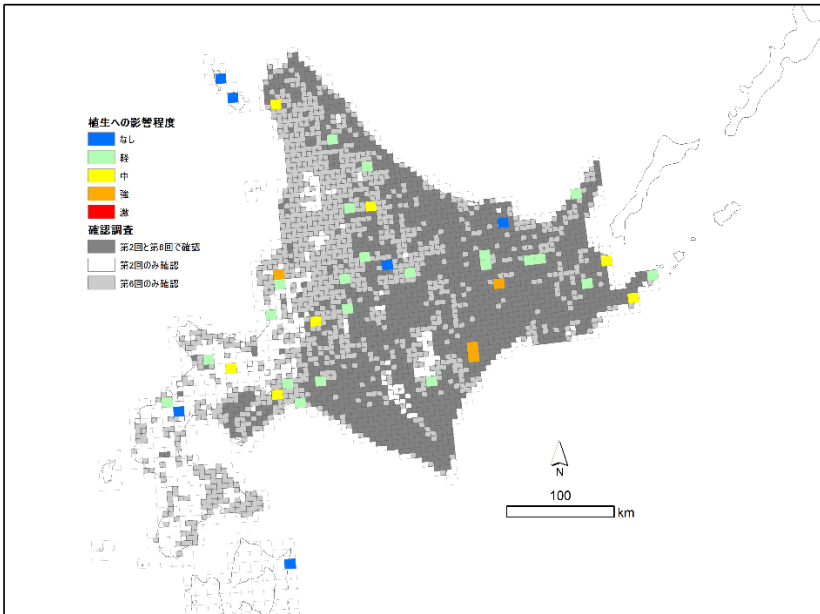 植生への影響程度
なし
軽
中
強
激
確認調査
第2回と第6回で確認
第2回のみ確認
第6回のみ確認
N
100
km